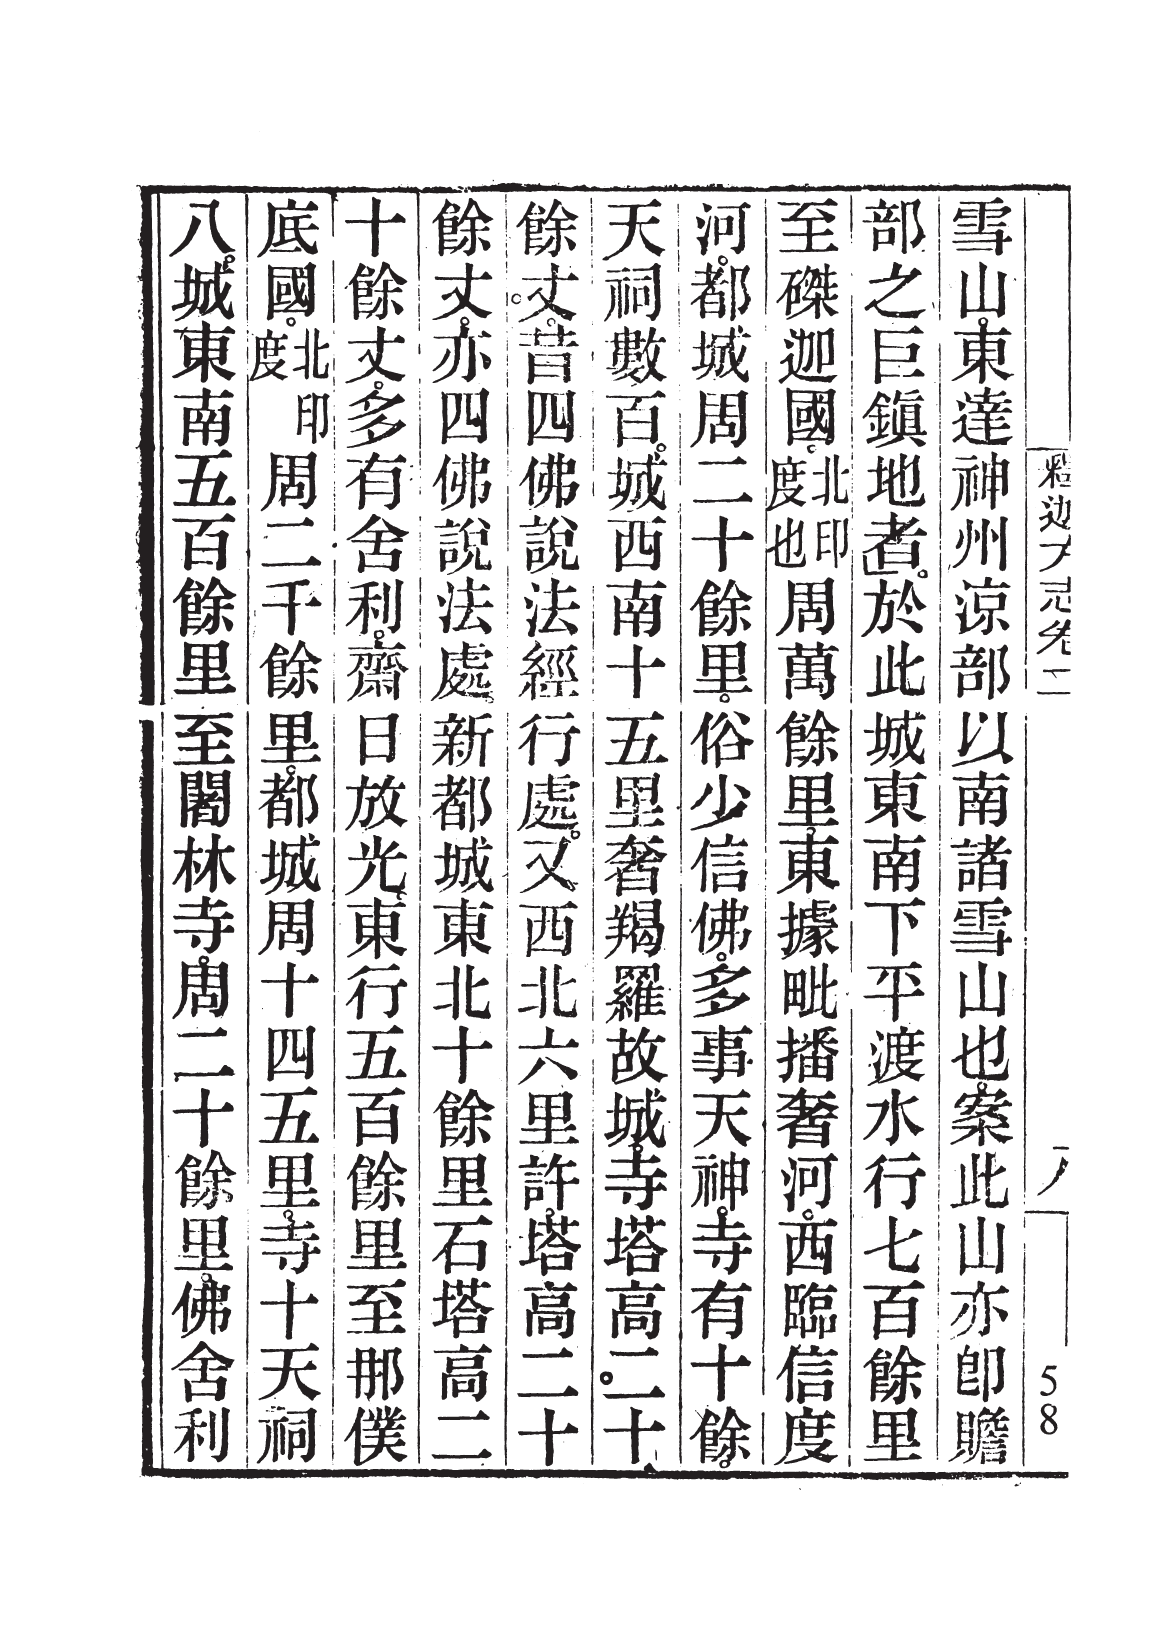 雪山。東達神州涼部以南諸雪山也。案此山亦卽贍
部之巨鎮地者。於此城東南下平渡水行七百餘里
至磔迦國。北印度也周萬餘里。東據毗播奢河。西臨信度
河。都城周二十餘里。俗少信佛。多事天神。寺有十餘。
天祠數百。城西南十五里奢羯羅故城。寺塔高二十
餘丈。昔四佛說法經行處。又西北六里許。塔高二十
餘丈。亦四佛說法處。新都城東北十餘里石塔高二
十餘丈。多有舍利。齋日放光。東行五百餘里至那僕
底國。北印度周二千餘里。都城周十四五里。寺十天祠
八。城東南五百餘里至闇林寺。周二十餘里。佛舍利
釋迦方志卷二
八
58